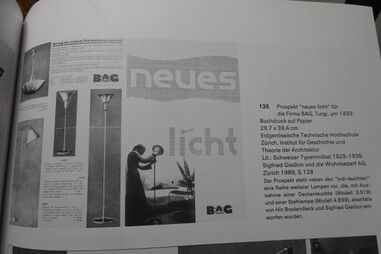 BAG
neues
licht
BAG
135 Prospekt "neues licht" für
die Firma BAG, Turgi, um 1933
Buchdruck auf Papier
29,7 x 39,4 cm
Eidgenössische Technische Hochschule
Zürich, Institut für Geschichte und
Theorie der Architektur
Lit.: Schweizer Typenmöbel 1925-1935,
Sigfried Giedion und die Wohnbedarf AG,
Zürich 1989, S.128
Der Prospekt stellt neben den "indi-leuchten"
eine Reihe weiterer Lampen vor, die, mit Aus-
nahme einer Deckenleuchte (Modell 3.519)
und einer Stehlampe (Modell 4.839), ebenfalls
von Hin Bredendieck und Sigfried Giedion ent-
worfen wurden.